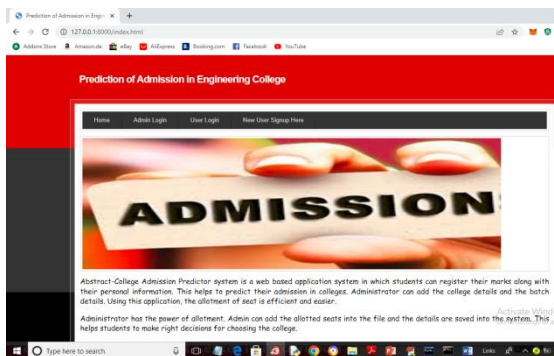 Prediction of Admission in Engin
127.0.0.1:8000/index.html
Addons Store Amazon.de eBay AliExpress Booking.com Facebook YouTube
Prediction of Admission in Engineering College
Home Admin Login User Login New User Signup Here
ADMISSION
Abstract-College Admission Predictor system is a web based application system in which students can register their marks along with
their personal information. This helps to predict their admission in colleges. Administrator can add the college details and the batch
details. Using this application, the allotment of seat is efficient and easier.
Activate Wind
Administrator has the power of allotment. Admin can add the allotted seats into the file and the details are saved into the system. This
helps students to make right decisions for choosing the college.
Type here to search
Links